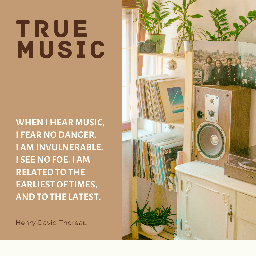 TRUE
MUSIC
WHEN I HEAR MUSIC,
I FEAR NO DANGER.
I AM INVULNERABLE.
I SEE NO FOE. I AM
RELATED TO THE
EARLIEST OF TIMES,
AND TO THE LATEST.
Henry David Thoreau